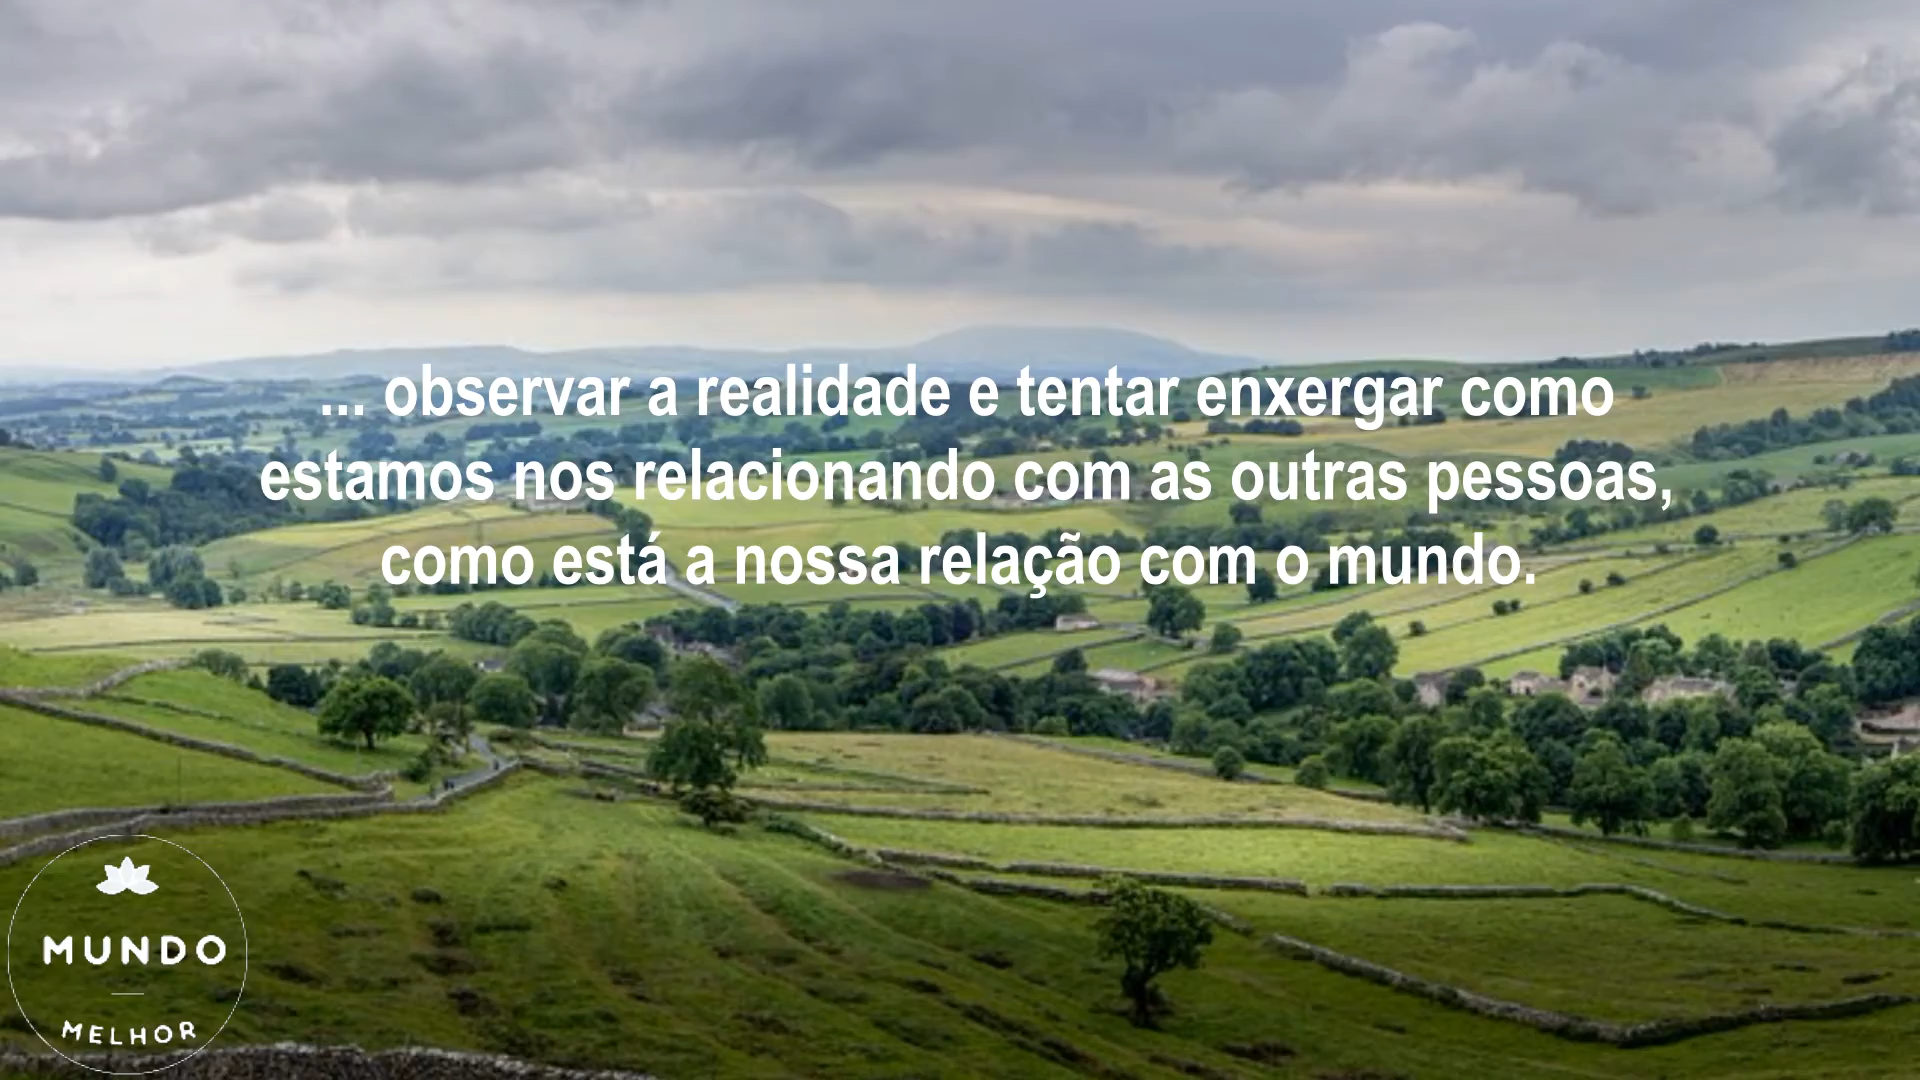 ... observar a realidade e tentar enxergar como
estamos nos relacionando com as outras pessoas,
como está a nossa relação com o mundo.
MUNDO
MELHOR